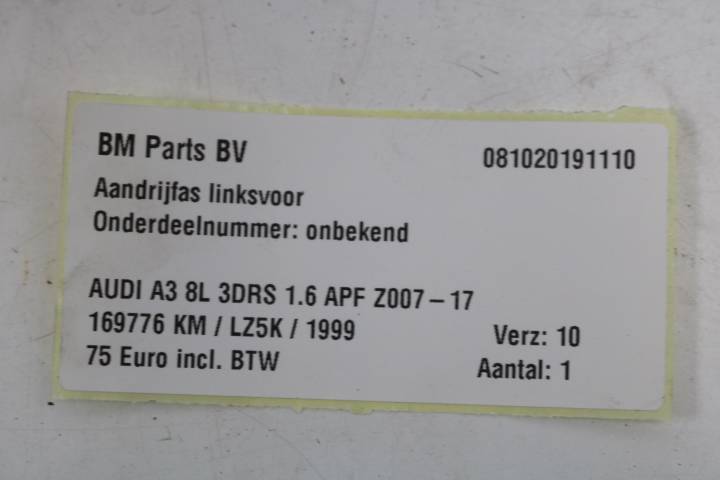 BM Parts BV 081020191110
Aandrijfas linksvoor
Onderdeelnummer: onbekend
AUDI A3 8L 3DRS 1.6 APF Z007-17
169776 KM / LZ5K / 1999 Verz: 10
75 Euro incl. BTW Aantal: 1